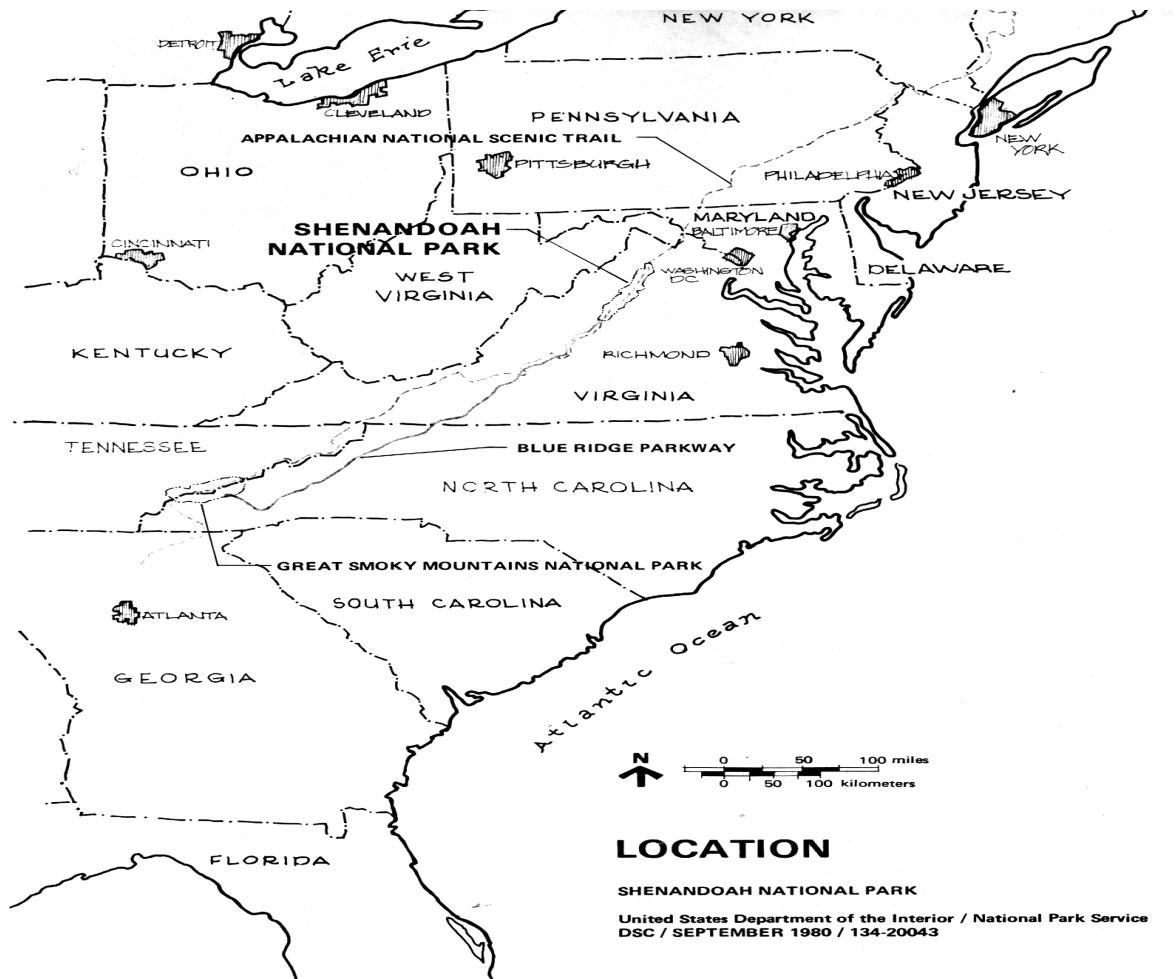 NEW YORK
DETROIT
Lake Erie
CLEVELAND
PENNSYLVANIA
APPALACHIAN NATIONAL SCENIC TRAIL
NEW
YORK
OHIO
PITTSBURGH
PHILADELPHIA
NEW JERSEY
SHENANDOAH
NATIONAL PARK
MARYLAND
BALTIMORE
CINCINNATI
WASHINGTON
DC
DELAWARE
WEST
VIRGINIA
KENTUCKY
RICHMOND
VIRGINIA
TENNESSEE
BLUE RIDGE PARKWAY
NORTH CAROLINA
GREAT SMOKY MOUNTAINS NATIONAL PARK
SOUTH CAROLINA
ATLANTA
Atlantic Ocean
GEORGIA
N
0 50 100 miles
0 50 100 kilometers
LOCATION
FLORIDA
SHENANDOAH NATIONAL PARK
United States Department of the Interior / National Park Service
DSC / SEPTEMBER 1980 / 134-20043